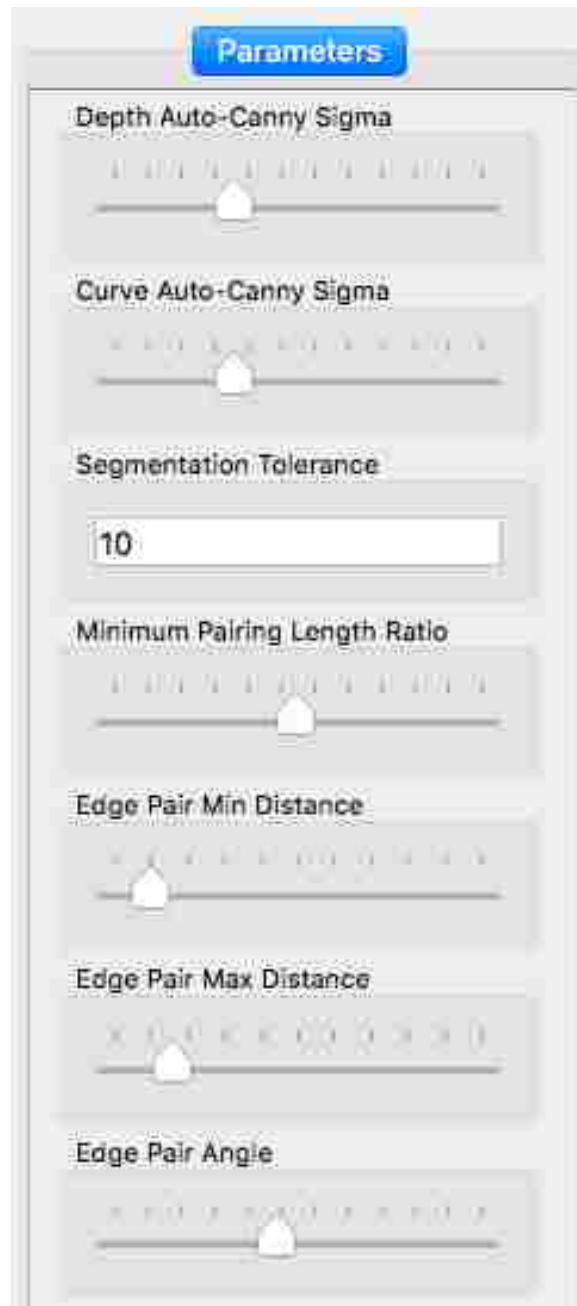 Parameters
Depth Auto-Canny Sigma
Curve Auto-Canny Sigma
Segmentation Tolerance
10
Minimum Pairing Length Ratio
Edge Pair Min Distance
Edge Pair Max Distance
Edge Pair Angle